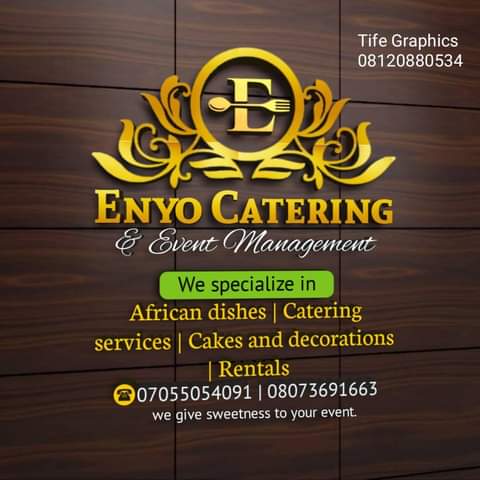 Tife Graphics
08120880534
E
ENYO CATERING
& Event Management
We specialize in
African dishes | Catering
services | Cakes and decorations
| Rentals
07055054091 | 08073691663
we give sweetness to your event.